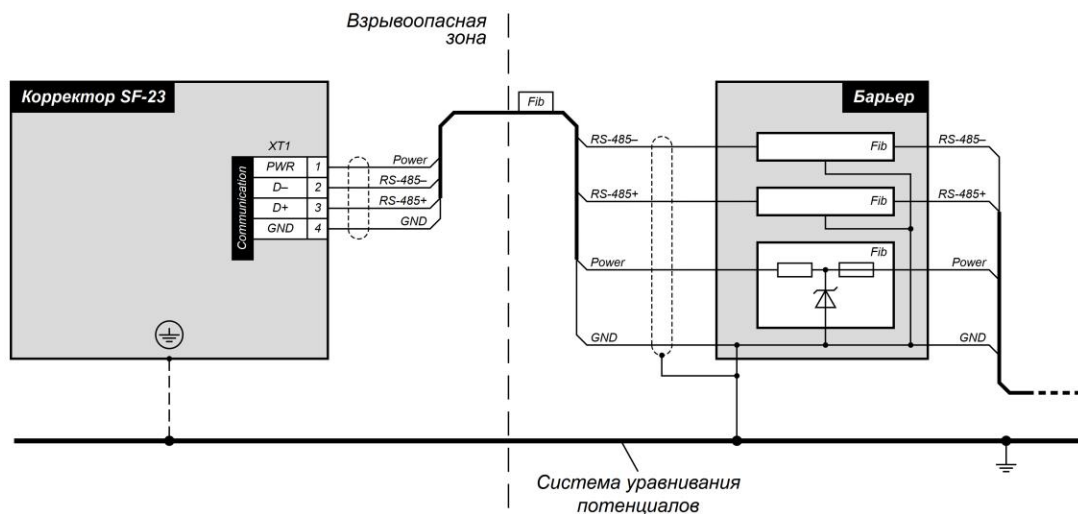 Взрывоопасная
зона
Корректор SF-23
Fib
Барьер
XT1
Communication
PWR 1
D– 2
D+ 3
GND 4
Power
RS-485–
RS-485+
GND
RS-485–
RS-485+
Power
GND
Fib
Fib
Fib
RS-485–
RS-485+
Power
GND
Система уравнивания
потенциалов